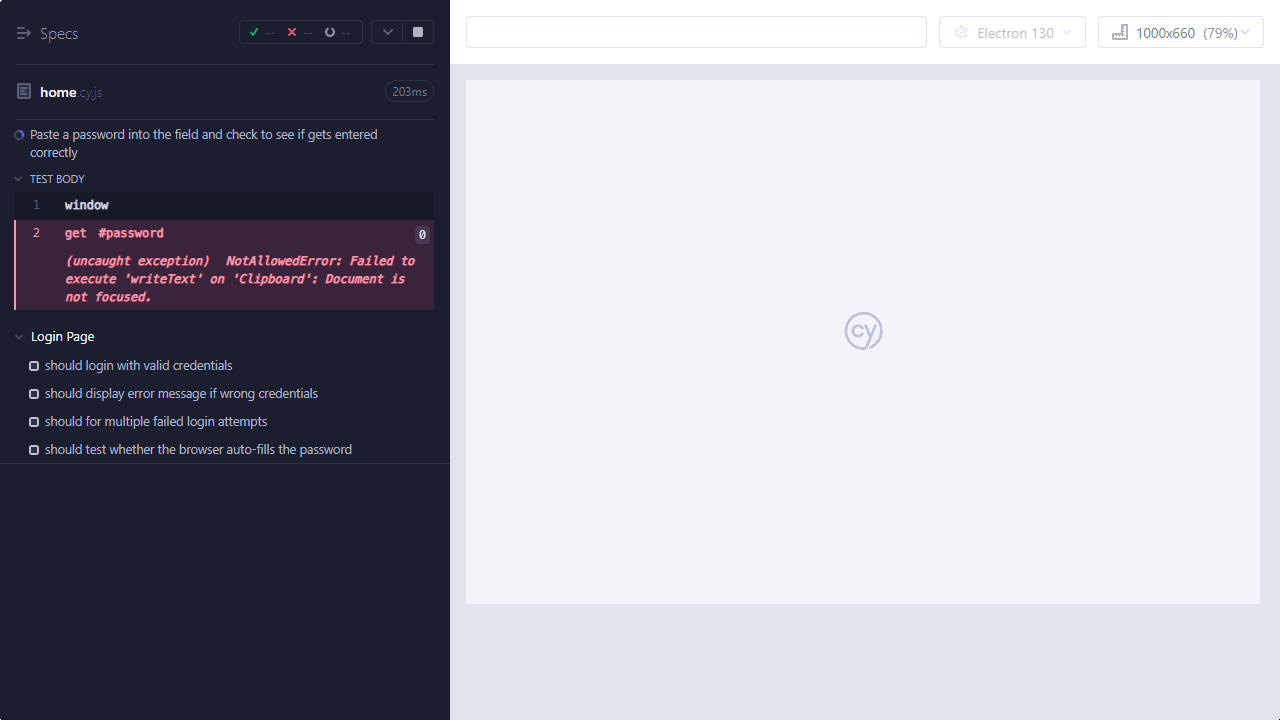 Specs
-- -- --
home.cy.js
203ms
Paste a password into the field and check to see if gets entered
correctly
TEST BODY
1 window
2 get #password 0
(uncaught exception) NotAllowedError: Failed to
execute 'writeText' on 'Clipboard': Document is
not focused.
Login Page
should login with valid credentials
should display error message if wrong credentials
should for multiple failed login attempts
should test whether the browser auto-fills the password
Electron 130
1000x660 (79%)
cy